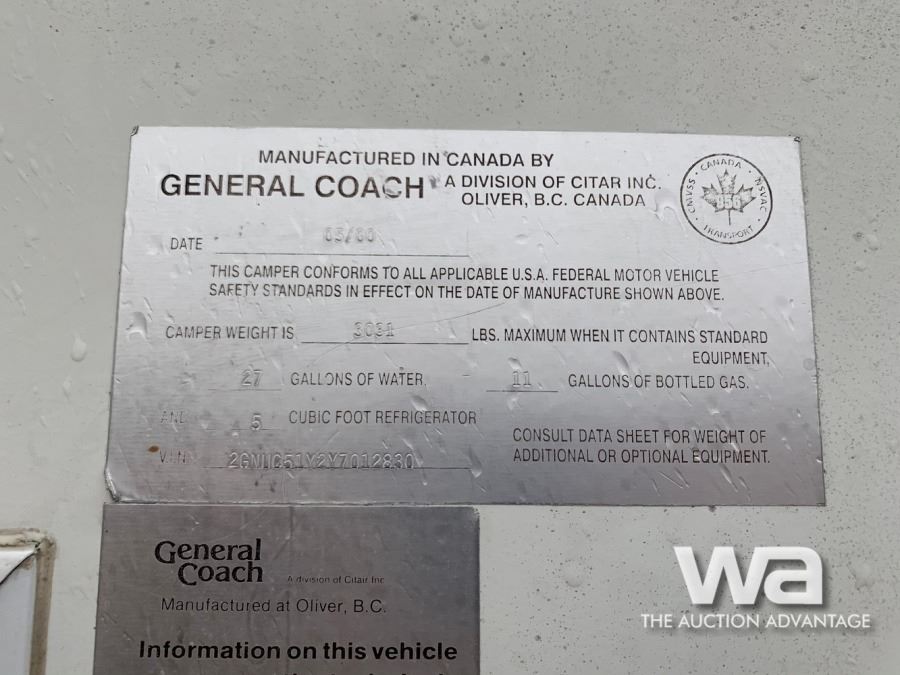 MANUFACTURED IN CANADA BY
GENERAL COACH A DIVISION OF CITAR INC.
OLIVER, B.C. CANADA
CANADA
CMVSS
NSVAC
956
TRANSPORT
DATE
THIS CAMPER CONFORMS TO ALL APPLICABLE U.S.A. FEDERAL MOTOR VEHICLE
SAFETY STANDARDS IN EFFECT ON THE DATE OF MANUFACTURE SHOWN ABOVE.
CAMPER WEIGHT IS 3031 LBS. MAXIMUM WHEN IT CONTAINS STANDARD
EQUIPMENT,
27 GALLONS OF WATER, 11 GALLONS OF BOTTLED GAS.
AND 5 CUBIC FOOT REFRIGERATOR
CONSULT DATA SHEET FOR WEIGHT OF
ADDITIONAL OR OPTIONAL EQUIPMENT.
VIN
General
Coach A division of Citair Inc
Manufactured at Oliver, B.C.
Information on this vehicle
wa
THE AUCTION ADVANTAGE